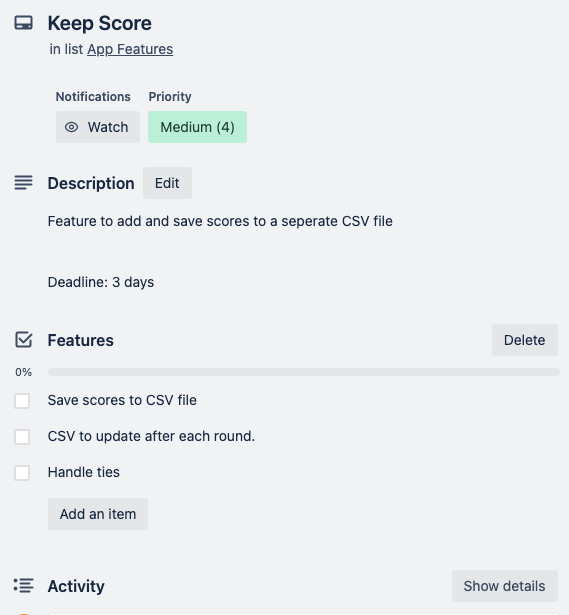 Keep Score
in list App Features
Notifications Priority
Watch Medium (4)
Description Edit
Feature to add and save scores to a seperate CSV file
Deadline: 3 days
Features Delete
0%
Save scores to CSV file
CSV to update after each round.
Handle ties
Add an item
Activity Show details